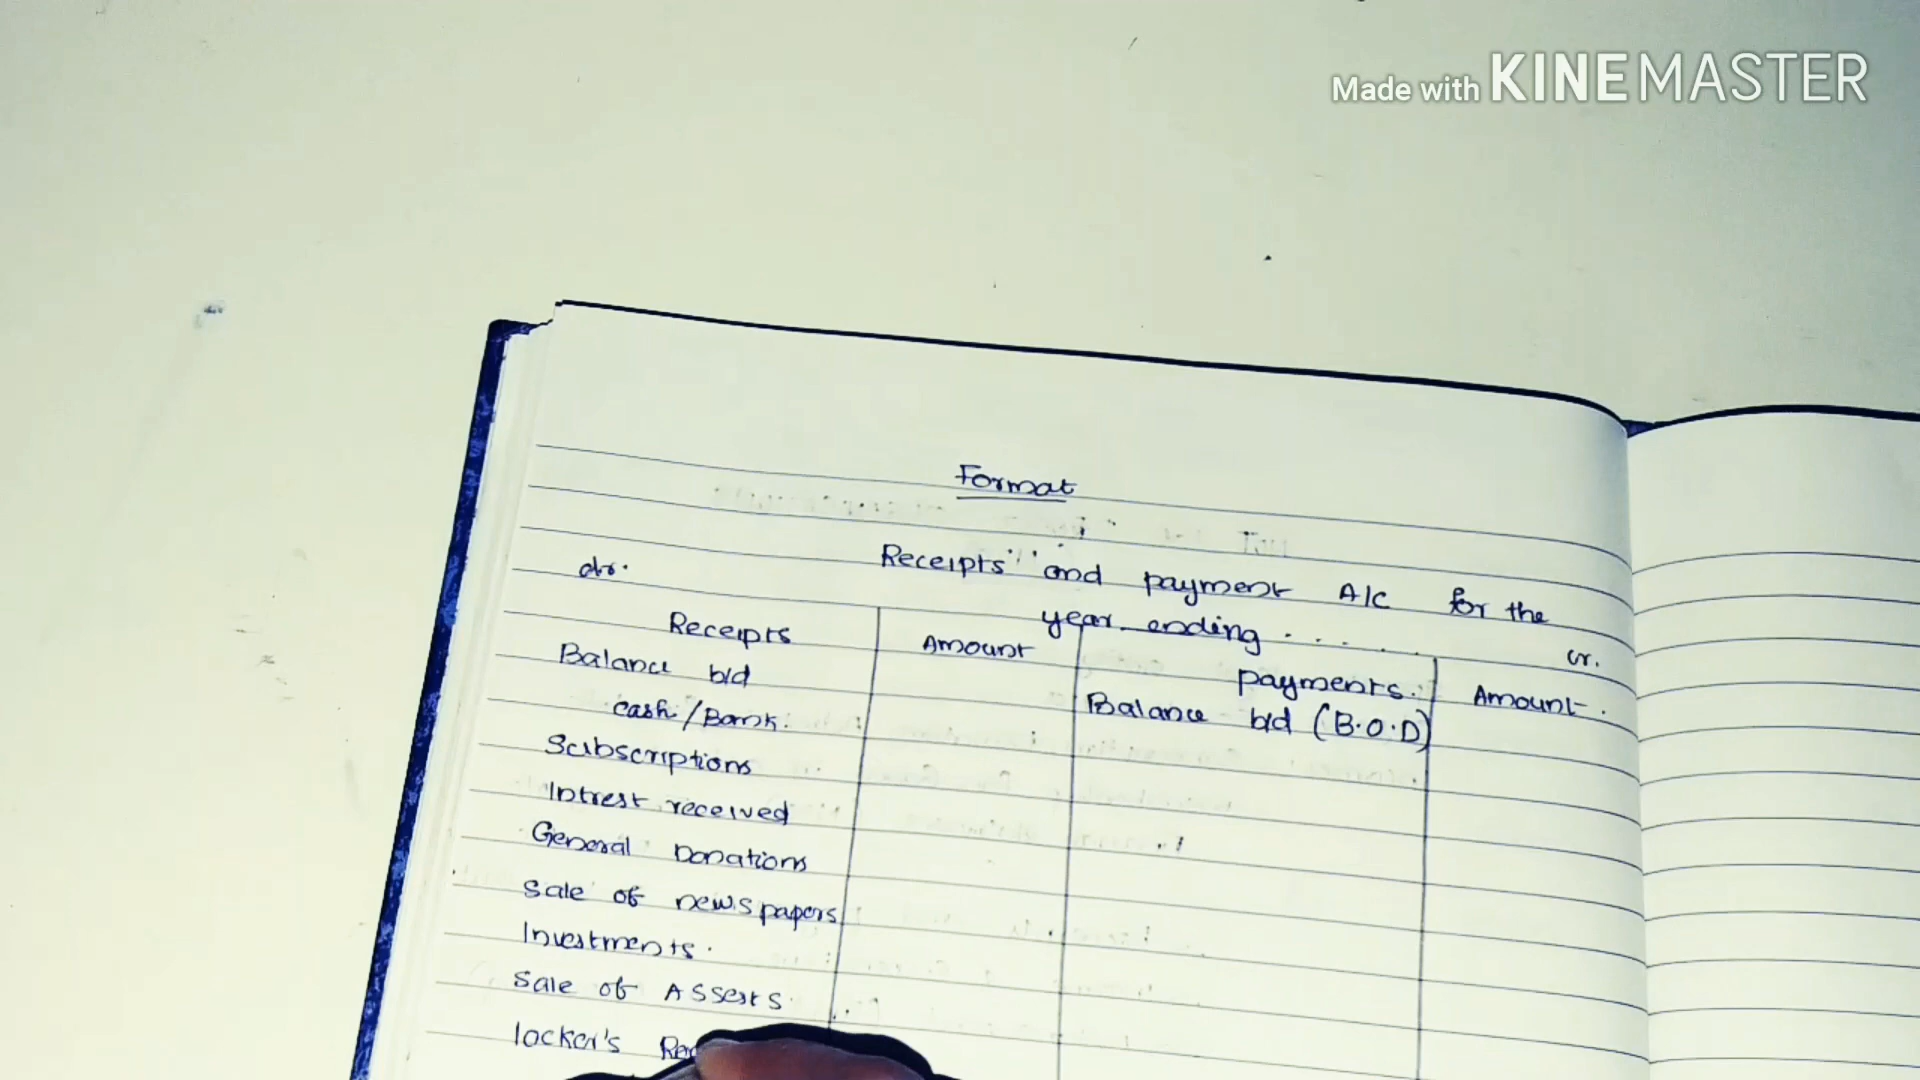 Made with KINEMASTER
Format
dr. Receipts and payment A/c for the
year ending . . . . . cr.
Receipts Amount payments. Amount.
Balance b/d Balance b/d (B.O.D)
cash/Bank.
Subscriptions
Intrest received
General Donations
Sale of newspapers
Investments.
Sale of Assests
locker's